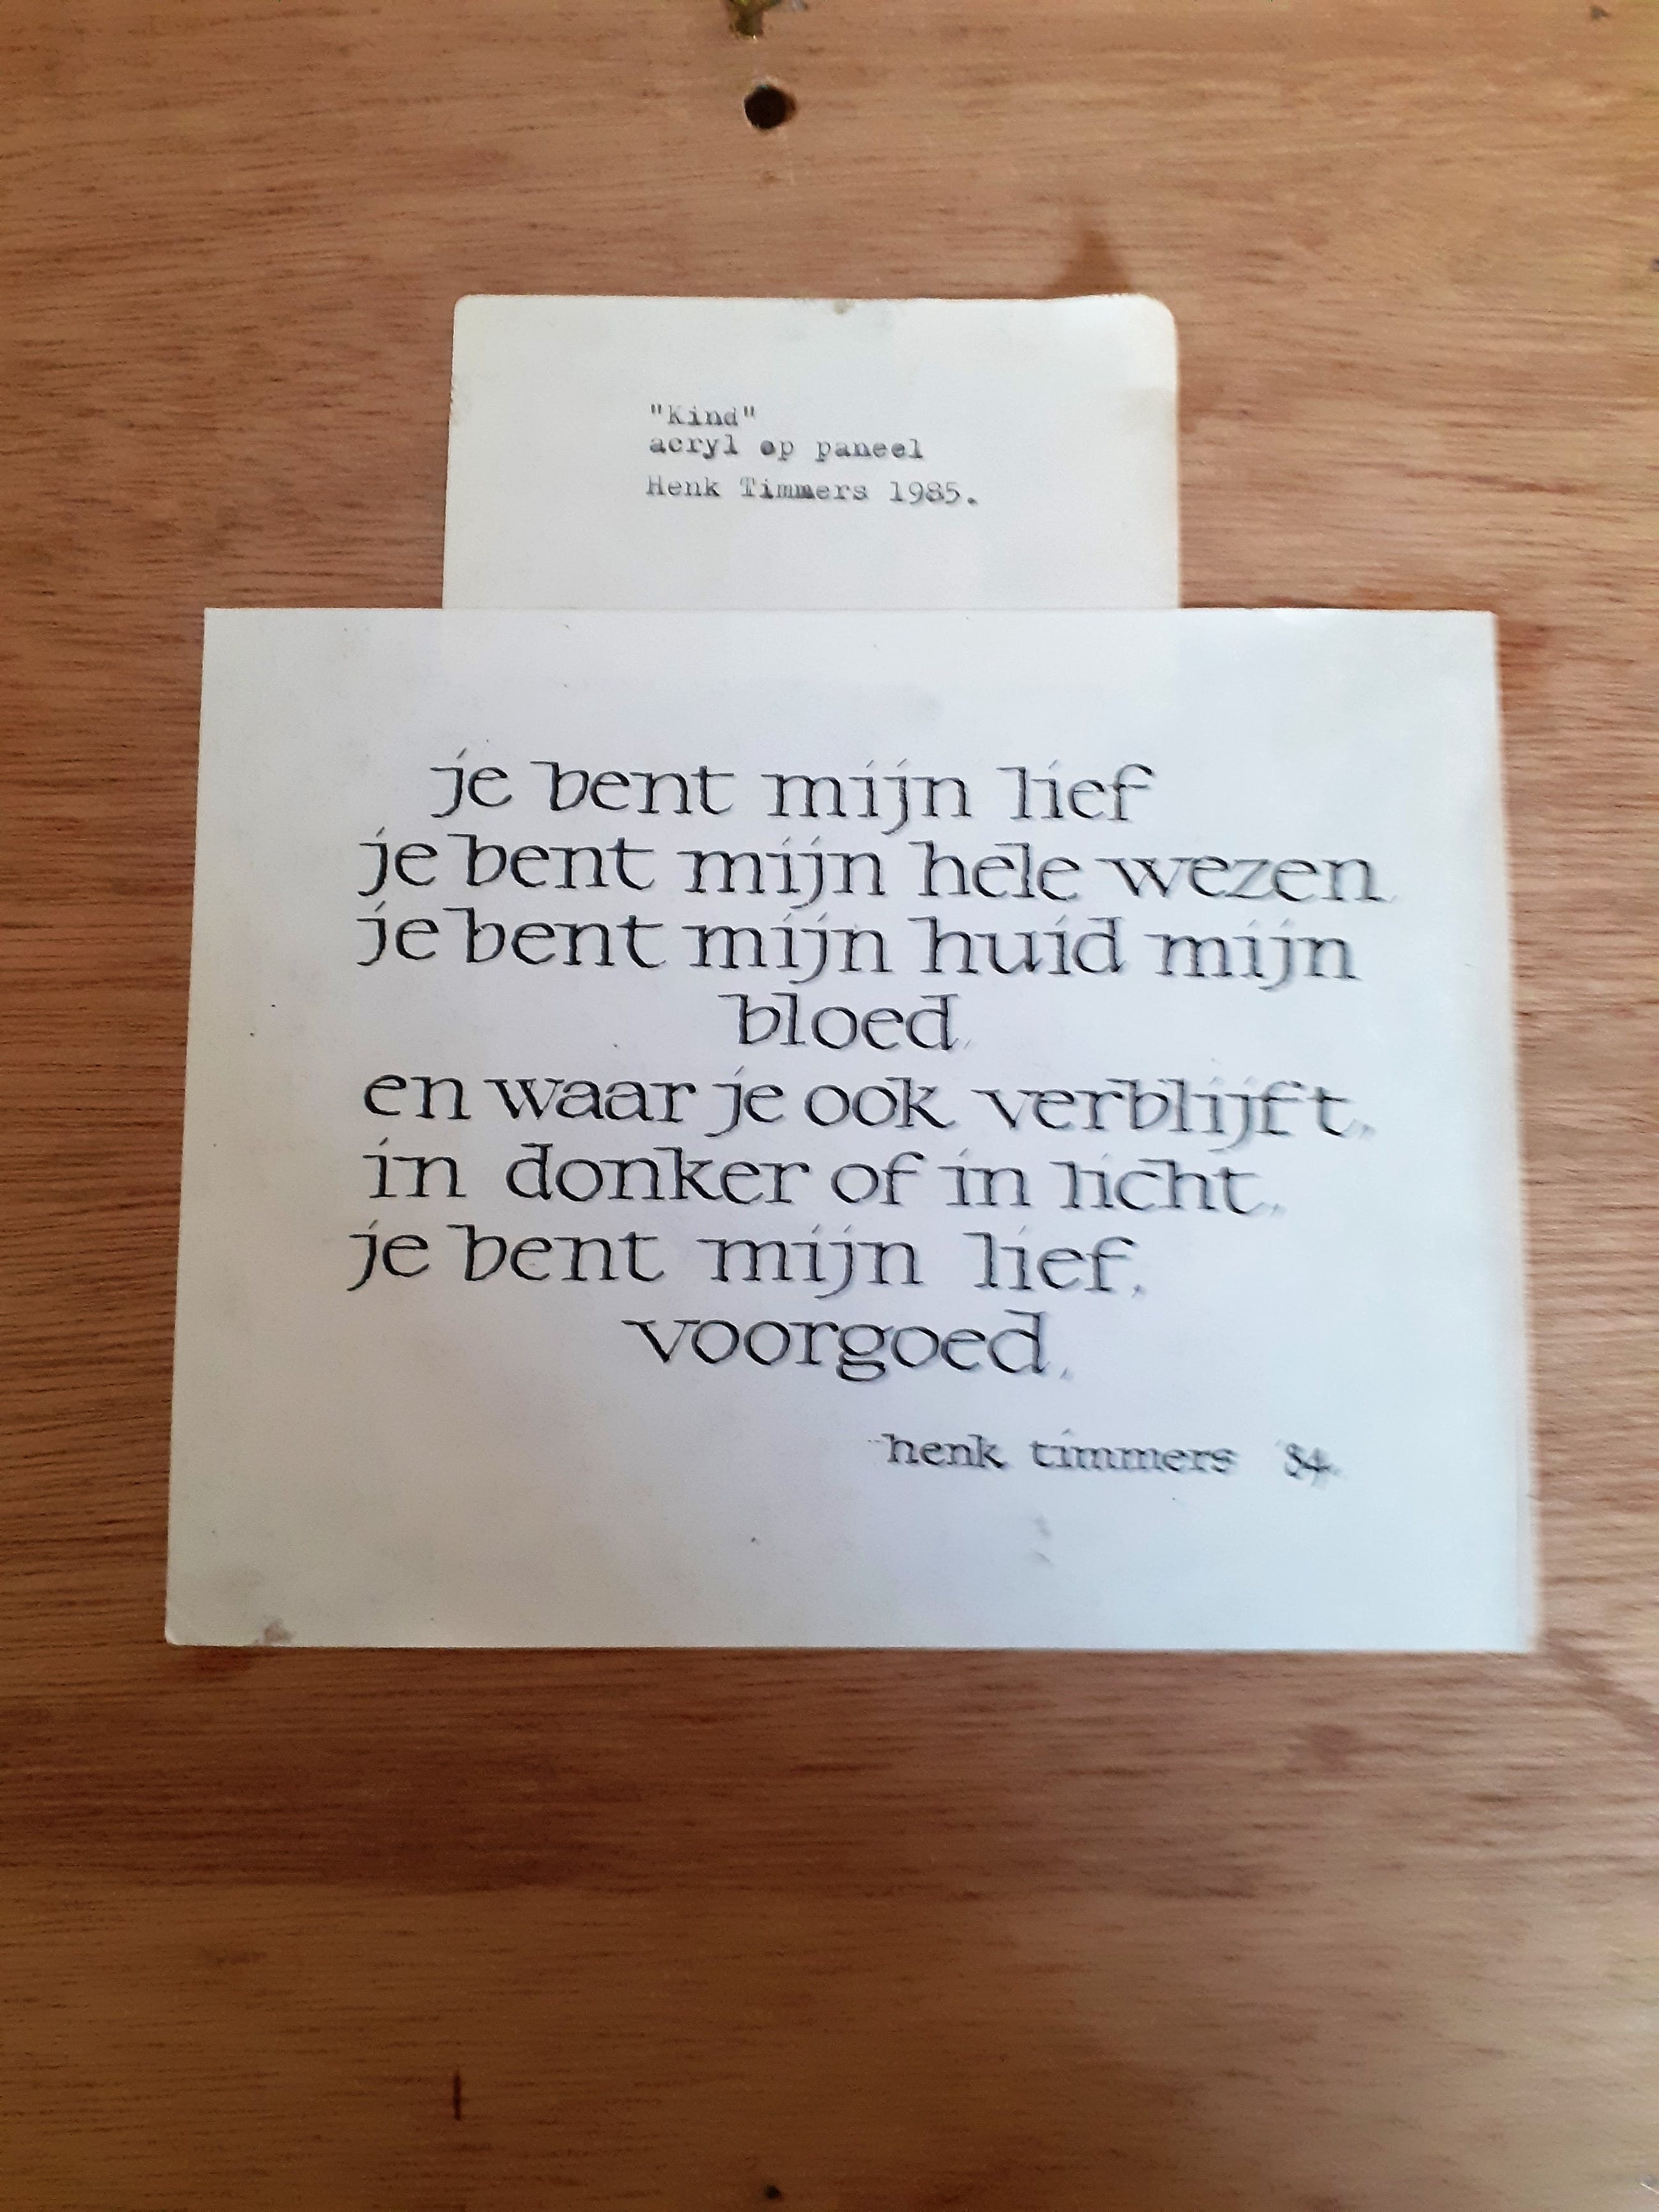 "Kind"
acryl op paneel
Henk Timmers 1985.
je bent mijn lief
je bent mijn hele wezen
je bent mijn huid mijn
bloed,
en waar je ook verblijft,
in donker of in licht,
je bent mijn lief,
voorgoed,
henk timmers '84.